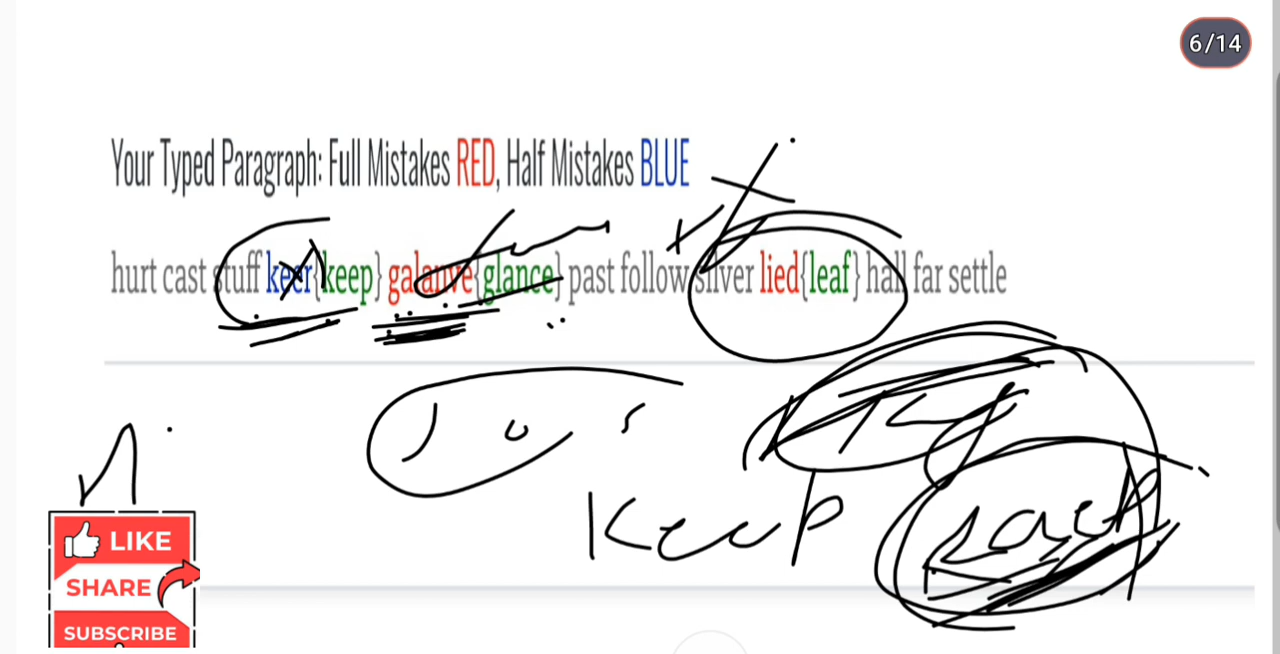 6/14
Your Typed Paragraph: Full Mistakes RED, Half Mistakes BLUE
hurt cast stuff keer{keep} galanve{glance} past follow silver lied{leaf} hall far settle
Keep
LIKE
SHARE
SUBSCRIBE